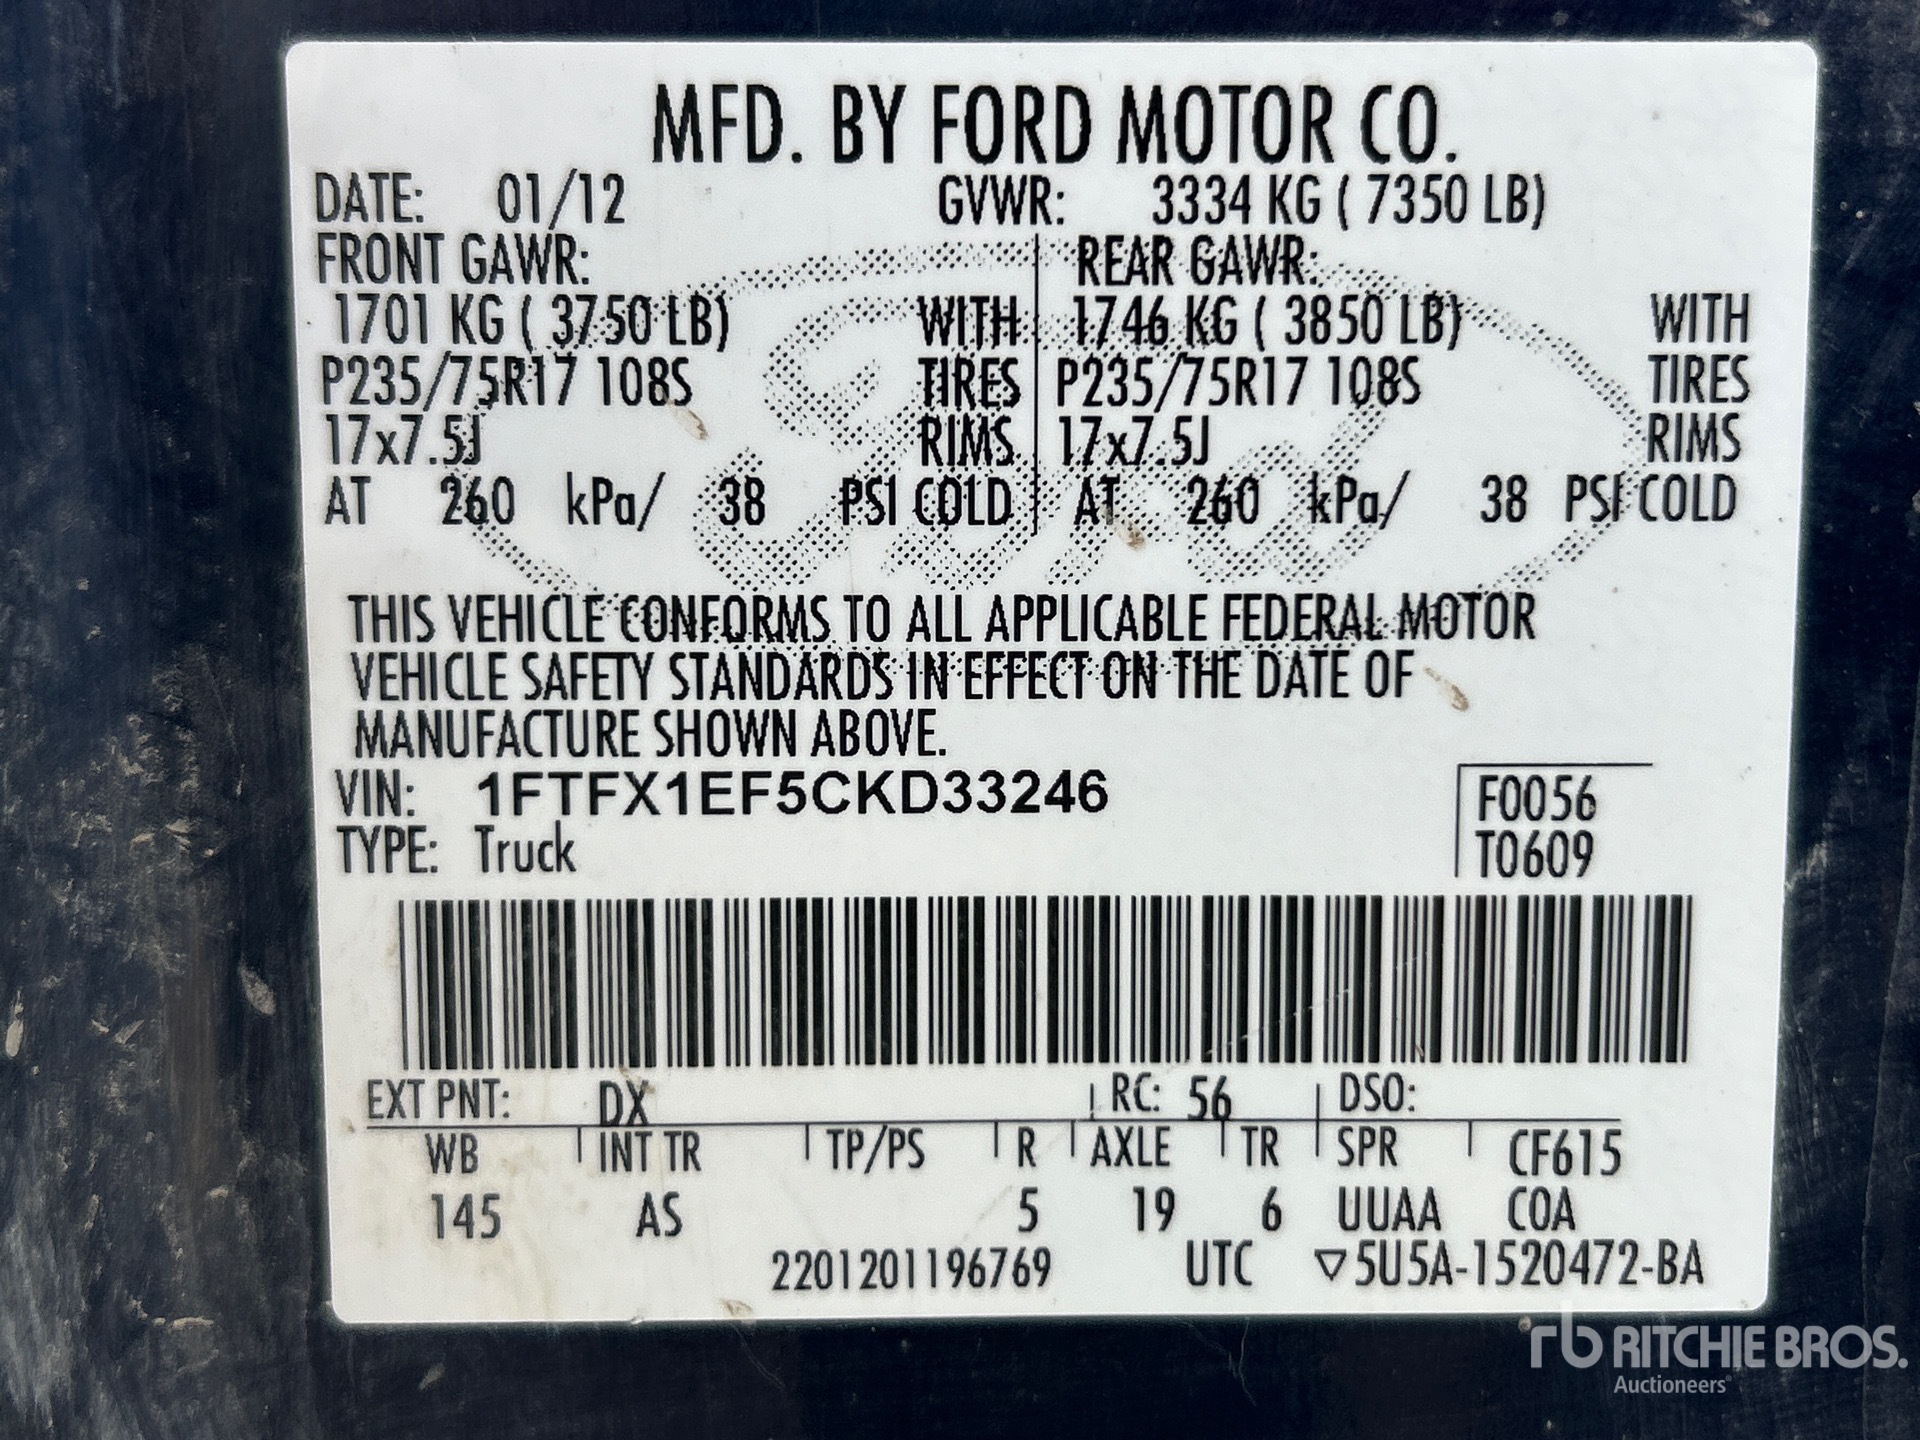 MFD. BY FORD MOTOR CO.
DATE: 01/12 GVWR: 3334 KG ( 7350 LB)
FRONT GAWR: REAR GAWR:
1701 KG ( 3750 LB) WITH 1746 KG ( 3850 LB) WITH
P235/75R17 108S TIRES P235/75R17 108S TIRES
17x7.5J RIMS 17x7.5J RIMS
AT 260 kPa/ 38 PSI COLD AT 260 kPa/ 38 PSI COLD
Ford
THIS VEHICLE CONFORMS TO ALL APPLICABLE FEDERAL MOTOR
VEHICLE SAFETY STANDARDS IN EFFECT ON THE DATE OF
MANUFACTURE SHOWN ABOVE.
VIN: 1FTFX1EF5CKD33246 F0056
TYPE: Truck T0609
EXT PNT: DX RC: 56 DSO:
WB INT TR TP/PS R AXLE TR SPR CF615
145 AS 5 19 6 UUAA COA
2201201196769 UTC ▽5U5A-1520472-BA
rb RITCHIE BROS.
Auctioneers